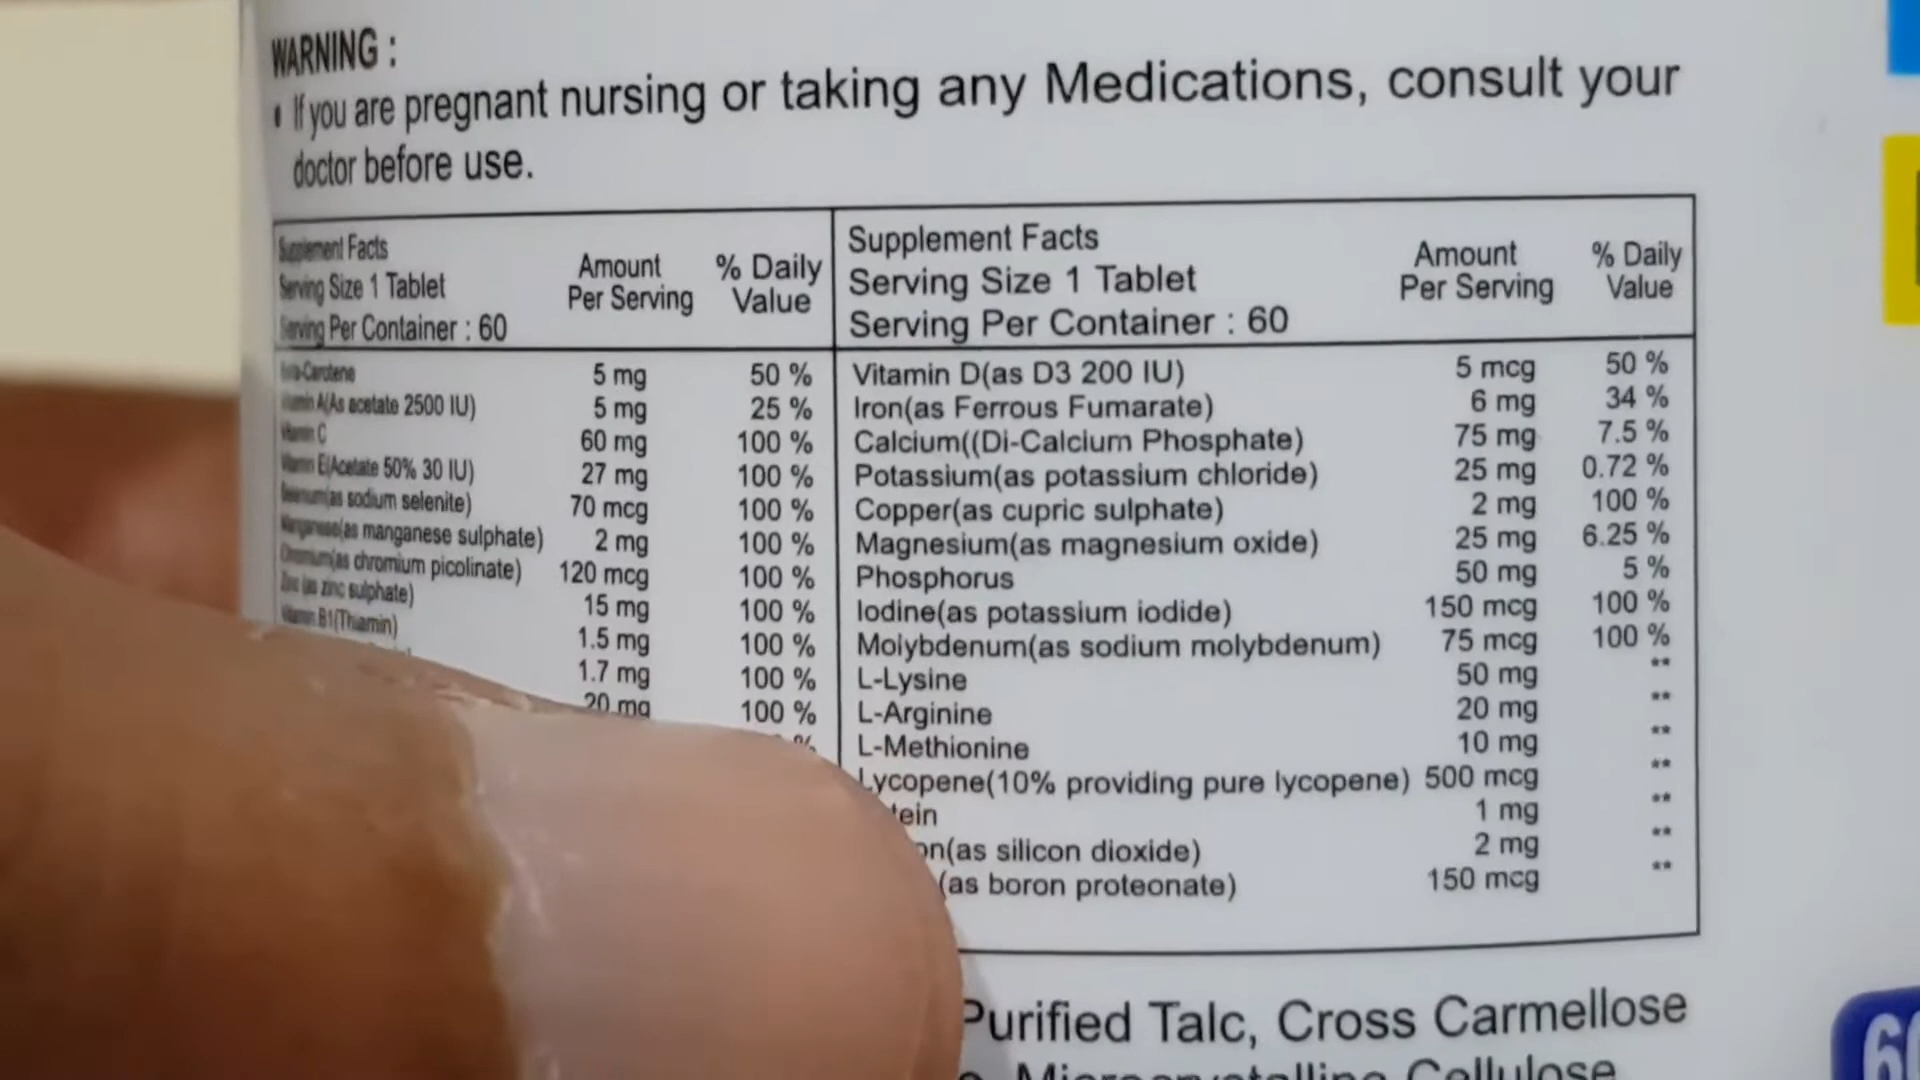 WARNING :
• If you are pregnant nursing or taking any Medications, consult your
doctor before use.
Supplement Facts
Serving Size 1 Tablet
Serving Per Container : 60
Amount Per Serving
% Daily Value
Beta-Carotene 5 mg 50 %
Vitamin A(As acetate 2500 IU) 5 mg 25 %
Vitamin C 60 mg 100 %
Vitamin E(Acetate 50% 30 IU) 27 mg 100 %
Selenium(as sodium selenite) 70 mcg 100 %
Manganese(as manganese sulphate) 2 mg 100 %
Chromium(as chromium picolinate) 120 mcg 100 %
Zinc (as zinc sulphate) 15 mg 100 %
Vitamin B1(Thiamin) 1.5 mg 100 %
1.7 mg 100 %
20 mg 100 %
%
Supplement Facts
Serving Size 1 Tablet
Serving Per Container : 60
Amount Per Serving
% Daily Value
Vitamin D(as D3 200 IU) 5 mcg 50 %
Iron(as Ferrous Fumarate) 6 mg 34 %
Calcium((Di-Calcium Phosphate) 75 mg 7.5 %
Potassium(as potassium chloride) 25 mg 0.72 %
Copper(as cupric sulphate) 2 mg 100 %
Magnesium(as magnesium oxide) 25 mg 6.25 %
Phosphorus 50 mg 5 %
Iodine(as potassium iodide) 150 mcg 100 %
Molybdenum(as sodium molybdenum) 75 mcg 100 %
L-Lysine 50 mg **
L-Arginine 20 mg **
L-Methionine 10 mg **
Lycopene(10% providing pure lycopene) 500 mcg **
tein 1 mg **
on(as silicon dioxide) 2 mg **
(as boron proteonate) 150 mcg **
Purified Talc, Cross Carmellose
Microcrystalline Cellulose